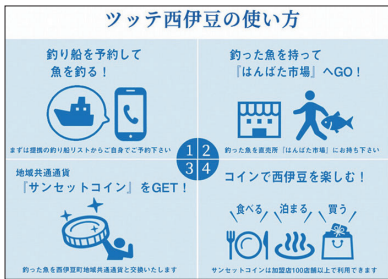 ツッテ西伊豆の使い方
釣り船を予約して
魚を釣る！
まずは提携の釣り船リストからご自身でご予約下さい
釣った魚を持って
『はんばた市場』へGO！
釣った魚を直売所『はんばた市場』にお持ち下さい
1 2
3 4
地域共通通貨
『サンセットコイン』をGET！
釣った魚を西伊豆町地域共通通貨と交換いたします
コインで西伊豆を楽しむ！
食べる 泊まる 買う
サンセットコインは加盟店100店舗以上で利用できます